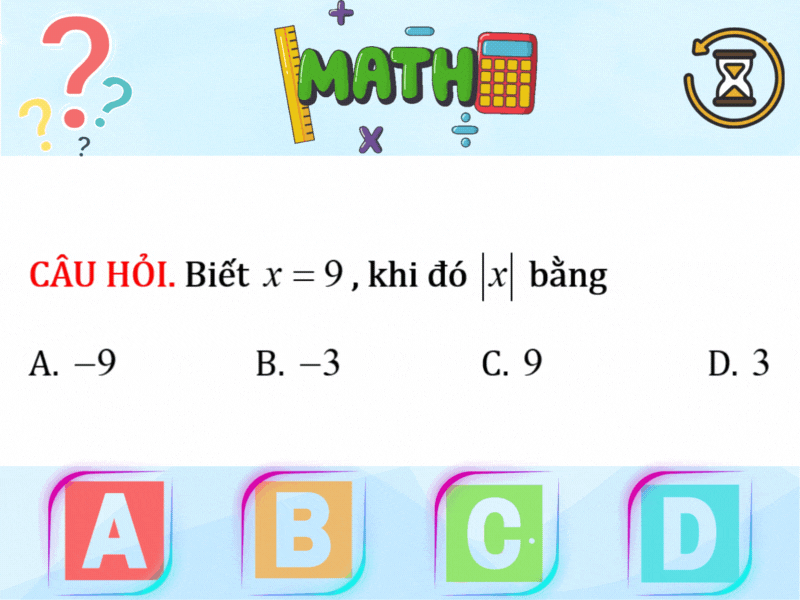 MATH
CÂU HỎI. Biết x = 9, khi đó |x| bằng
A. −9 B. −3 C. 9 D. 3
A B C D